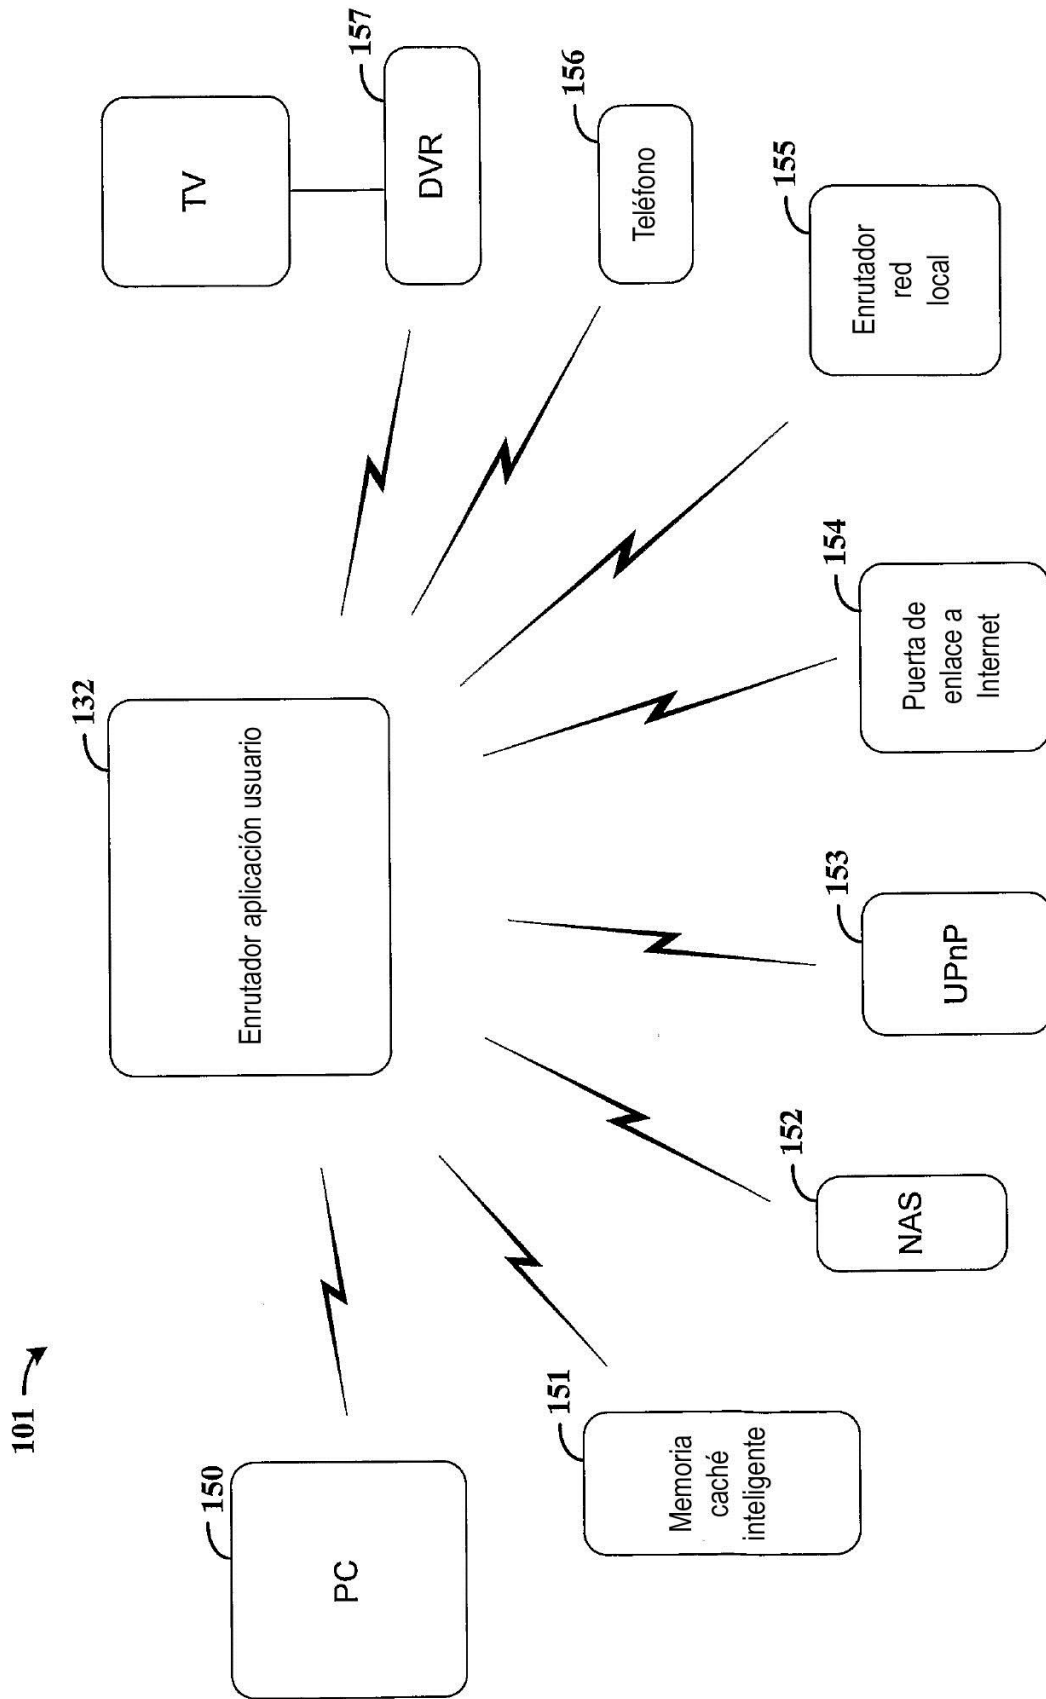 101
132
Enrutador aplicación usuario
150
PC
151
Memoria
caché
inteligente
152
NAS
153
UPnP
154
Puerta de
enlace a
Internet
155
Enrutador
red
local
156
Teléfono
157
DVR
TV